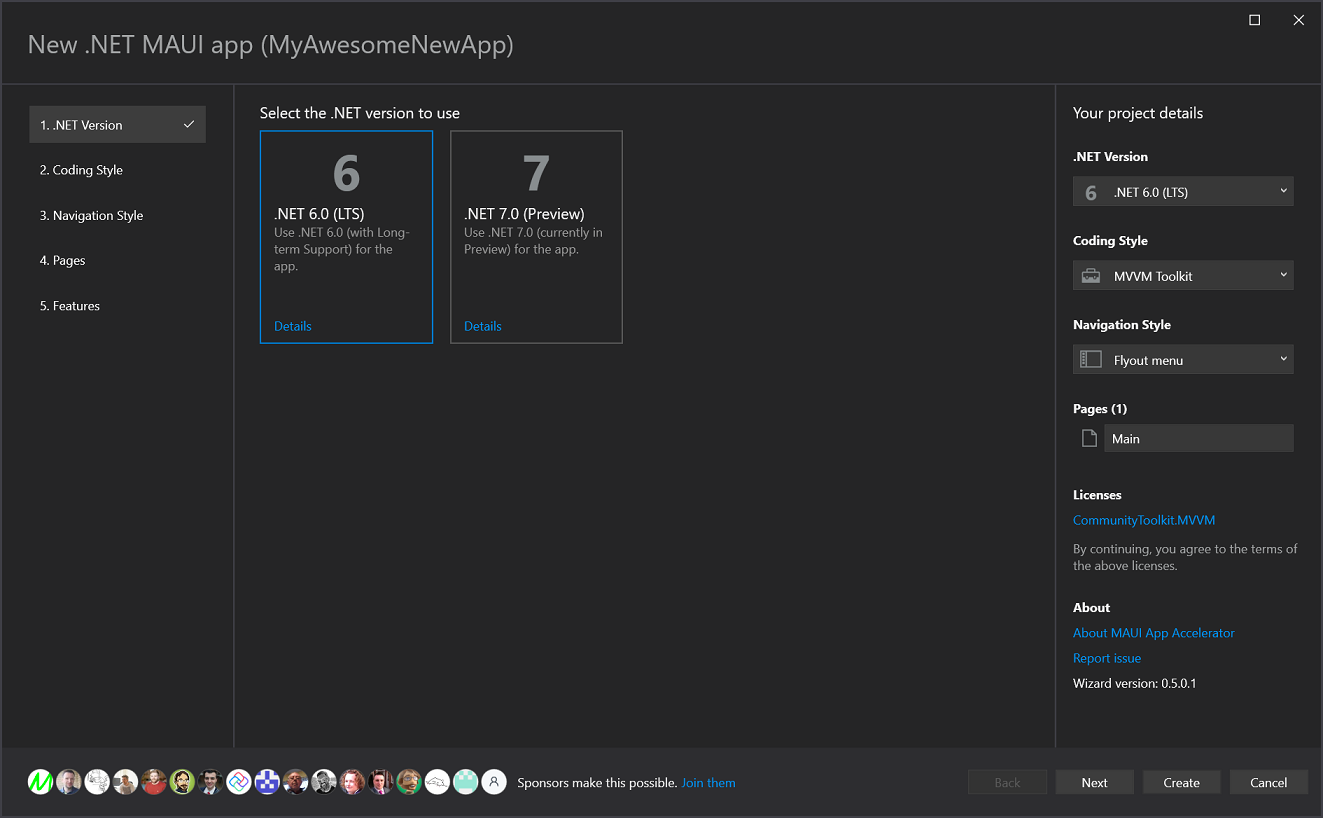 New .NET MAUI app (MyAwesomeNewApp)
1. .NET Version
2. Coding Style
3. Navigation Style
4. Pages
5. Features
Select the .NET version to use
6
.NET 6.0 (LTS)
Use .NET 6.0 (with Long-
term Support) for the
app.
Details
7
.NET 7.0 (Preview)
Use .NET 7.0 (currently in
Preview) for the app.
Details
Your project details
.NET Version
6 .NET 6.0 (LTS)
Coding Style
MVVM Toolkit
Navigation Style
Flyout menu
Pages (1)
Main
Licenses
CommunityToolkit.MVVM
By continuing, you agree to the terms of
the above licenses.
About
About MAUI App Accelerator
Report issue
Wizard version: 0.5.0.1
Sponsors make this possible. Join them
Back
Next
Create
Cancel